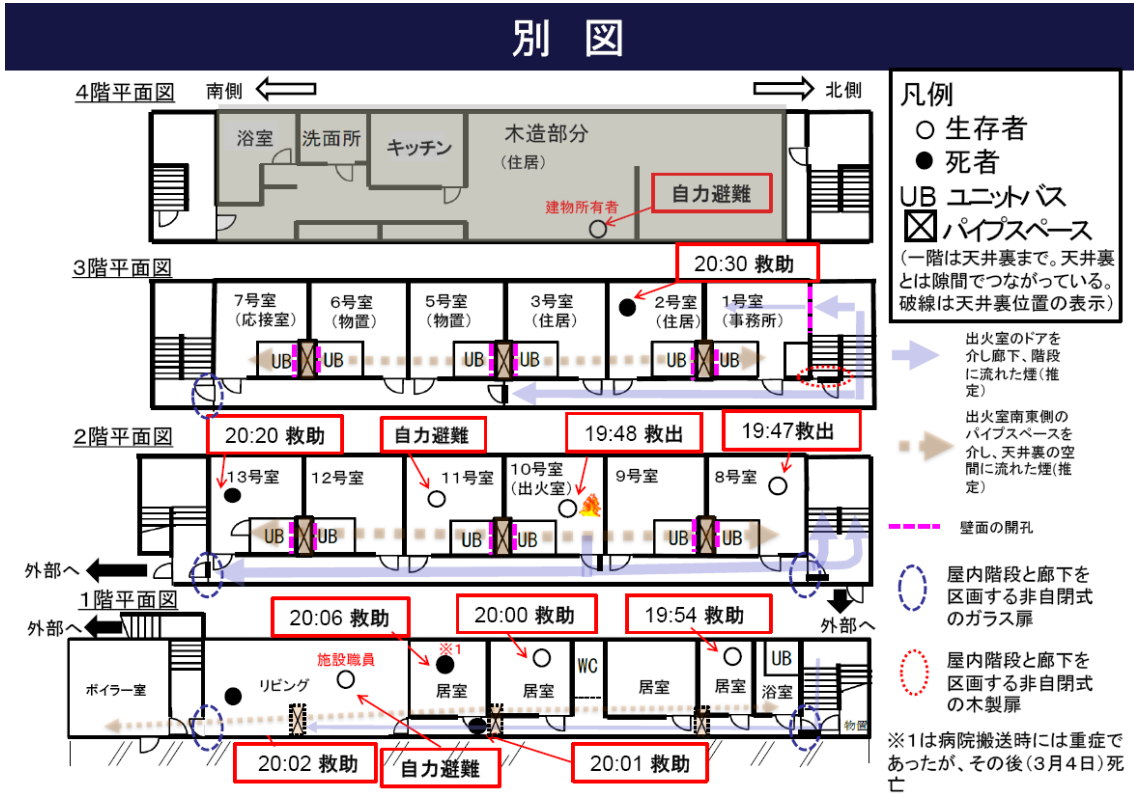 別 図
4階平面図
南側
北側
浴室
洗面所
キッチン
木造部分
(住居)
建物所有者
自力避難
3階平面図
20:30 救助
7号室
(応接室)
6号室
(物置)
5号室
(物置)
3号室
(住居)
2号室
(住居)
1号室
(事務所)
UB
UB
UB
UB
UB
UB
2階平面図
20:20 救助
自力避難
19:48 救出
19:47救出
13号室
12号室
11号室
10号室
(出火室)
9号室
8号室
UB
UB
UB
UB
UB
UB
外部へ
外部へ
1階平面図
外部へ
20:06 救助
20:00 救助
19:54 救助
ボイラー室
リビング
施設職員
※1
居室
居室
WC
居室
居室
UB
浴室
物置
20:02 救助
自力避難
20:01 救助
凡例
生存者
死者
UB ユニットバス
パイプスペース
(一階は天井裏まで。天井裏
とは隙間でつながっている。
破線は天井裏位置の表示)
出火室のドアを
介し廊下、階段
に流れた煙(推
定)
出火室南東側の
パイプスペースを
介し、天井裏の空
間に流れた煙(推
定)
壁面の開孔
屋内階段と廊下を
区画する非自閉式
のガラス扉
屋内階段と廊下を
区画する非自閉式
の木製扉
※1は病院搬送時には重症で
あったが、その後(3月4日)死
亡